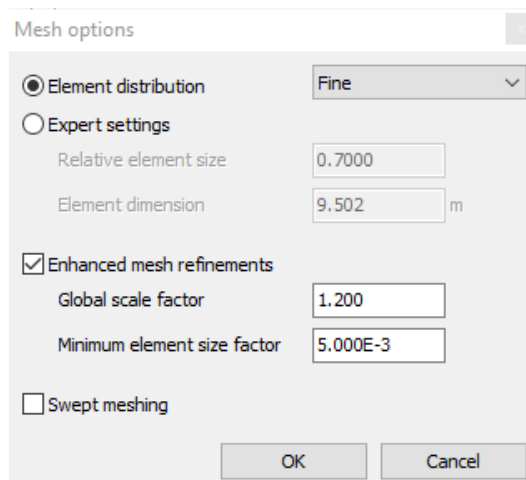 Mesh options
Element distribution Fine
Expert settings
Relative element size 0.7000
Element dimension 9.502 m
Enhanced mesh refinements
Global scale factor 1.200
Minimum element size factor 5.000E-3
Swept meshing
OK Cancel